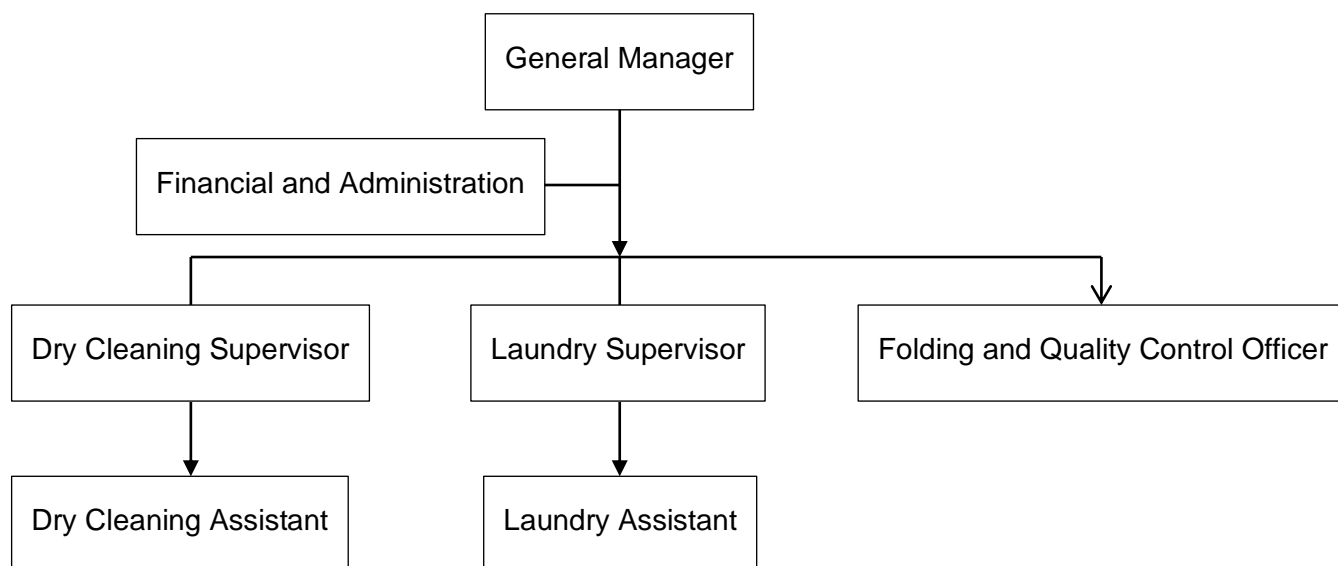 General Manager
Financial and Administration
Dry Cleaning Supervisor
Laundry Supervisor
Folding and Quality Control Officer
Dry Cleaning Assistant
Laundry Assistant